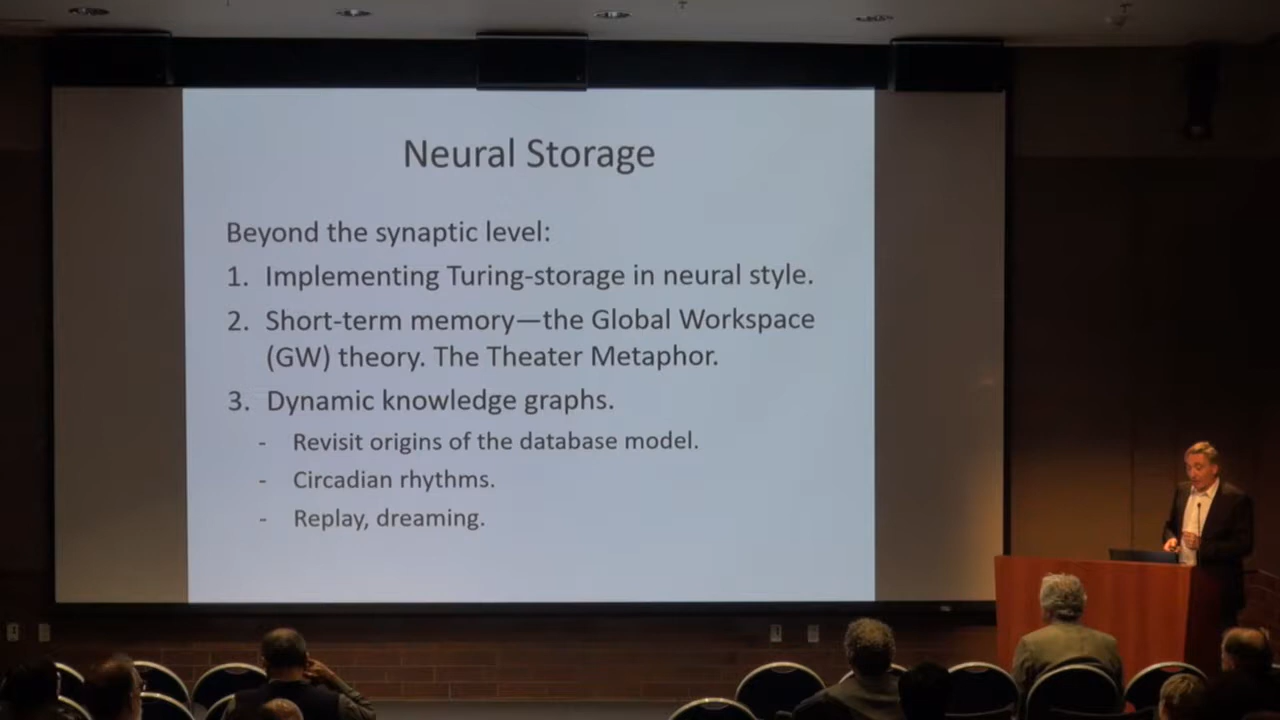 Neural Storage
Beyond the synaptic level:
1. Implementing Turing-storage in neural style.
2. Short-term memory—the Global Workspace
(GW) theory. The Theater Metaphor.
3. Dynamic knowledge graphs.
- Revisit origins of the database model.
- Circadian rhythms.
- Replay, dreaming.